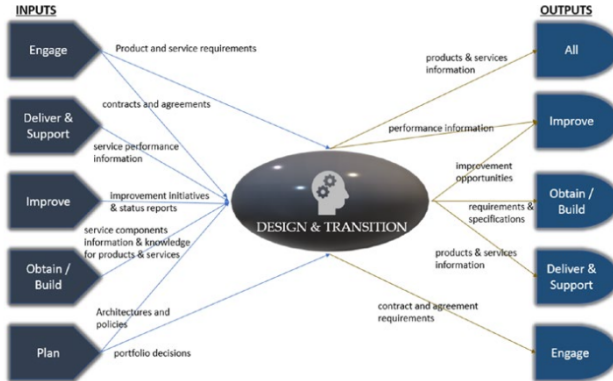 INPUTS
OUTPUTS
Engage
Product and service requirements
contracts and agreements
Deliver &
Support
service performance
information
Improve
Improvement initiatives
& status reports
Obtain /
Build
service components
information & knowledge
for products & services
Plan
Architectures and
policies
portfolio decisions
DESIGN & TRANSITION
products & services
information
All
performance information
Improve
improvement
opportunities
requirements &
specifications
Obtain /
Build
products & services
information
Deliver
& Support
contract and agreement
requirements
Engage